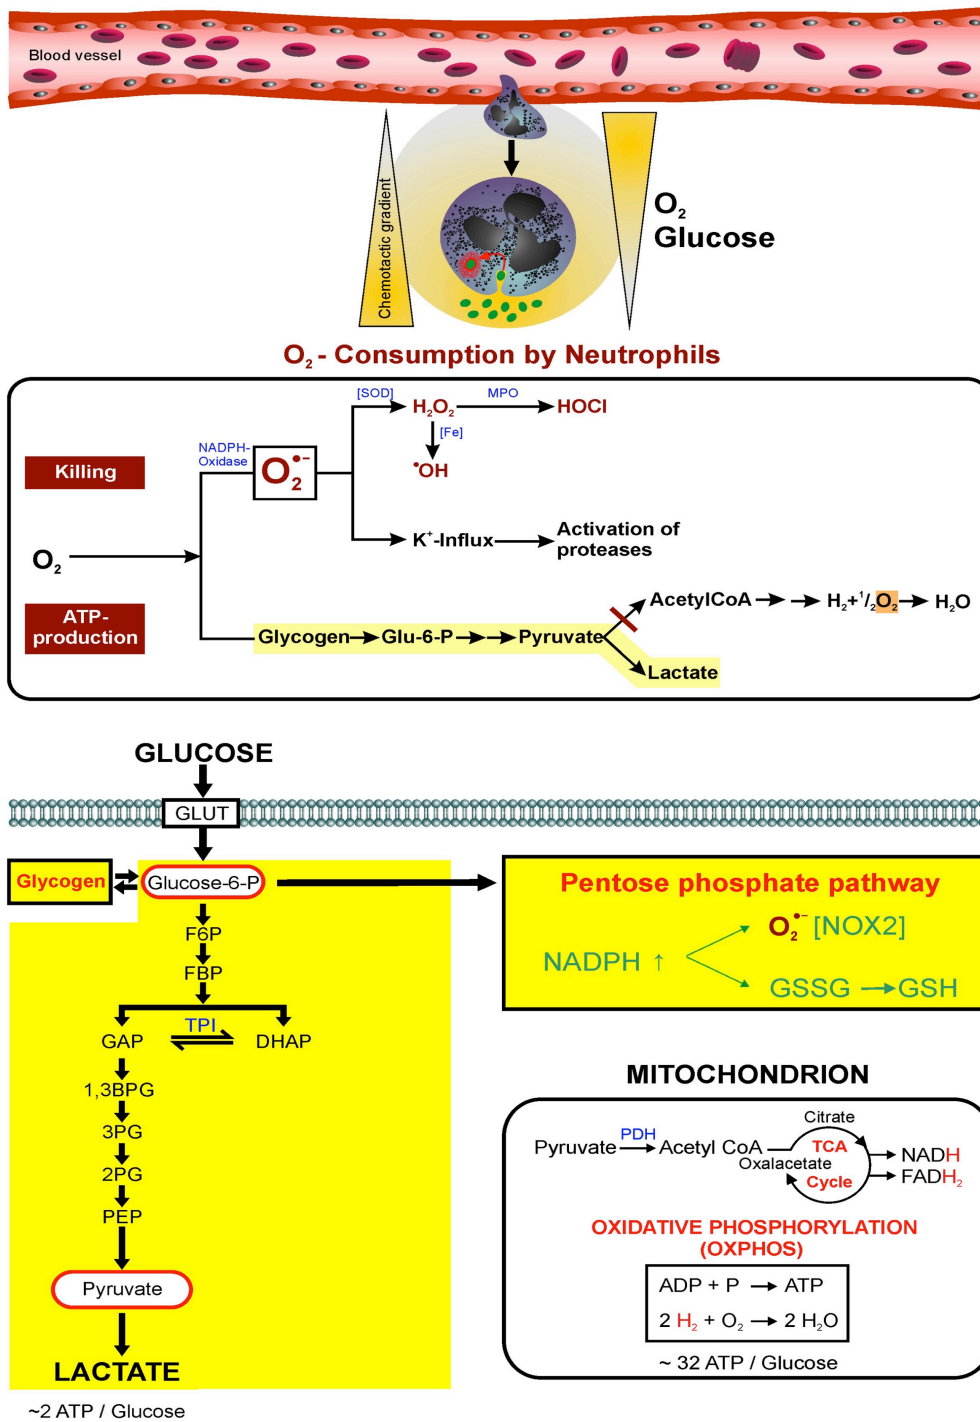 Blood vessel
Chemotactic gradient
O2
Glucose
O2 - Consumption by Neutrophils
[SOD]
H2O2
MPO
HOCl
[Fe]
•OH
NADPH-
Oxidase
O2•−
Killing
K+-Influx
Activation of
proteases
O2
ATP-
production
AcetylCoA
H2+1/2O2
H2O
Glycogen
Glu-6-P
Pyruvate
Lactate
GLUCOSE
GLUT
Glycogen
Glucose-6-P
F6P
FBP
TPI
GAP
DHAP
1,3BPG
3PG
2PG
PEP
Pyruvate
LACTATE
~2 ATP / Glucose
Pentose phosphate pathway
O2•− [NOX2]
NADPH ↑
GSSG → GSH
MITOCHONDRION
Citrate
Pyruvate
PDH
Acetyl CoA
TCA
Oxalacetate
Cycle
NADH
FADH2
OXIDATIVE PHOSPHORYLATION
(OXPHOS)
ADP + P → ATP
2 H2 + O2 → 2 H2O
~ 32 ATP / Glucose